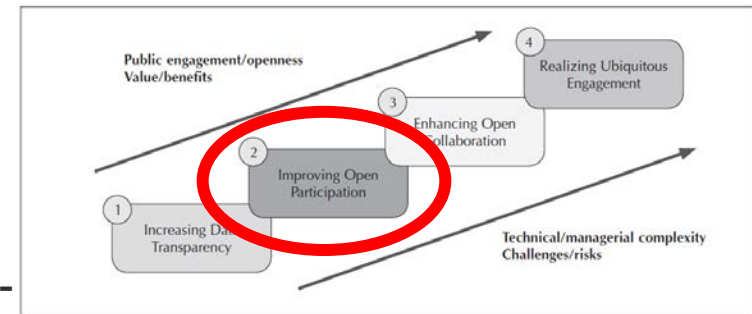 Public engagement/openness
Value/benefits
4
Realizing Ubiquitous
Engagement
3
Enhancing Open
Collaboration
2
Improving Open
Participation
1
Increasing Data
Transparency
Technical/managerial complexity
Challenges/risks
-